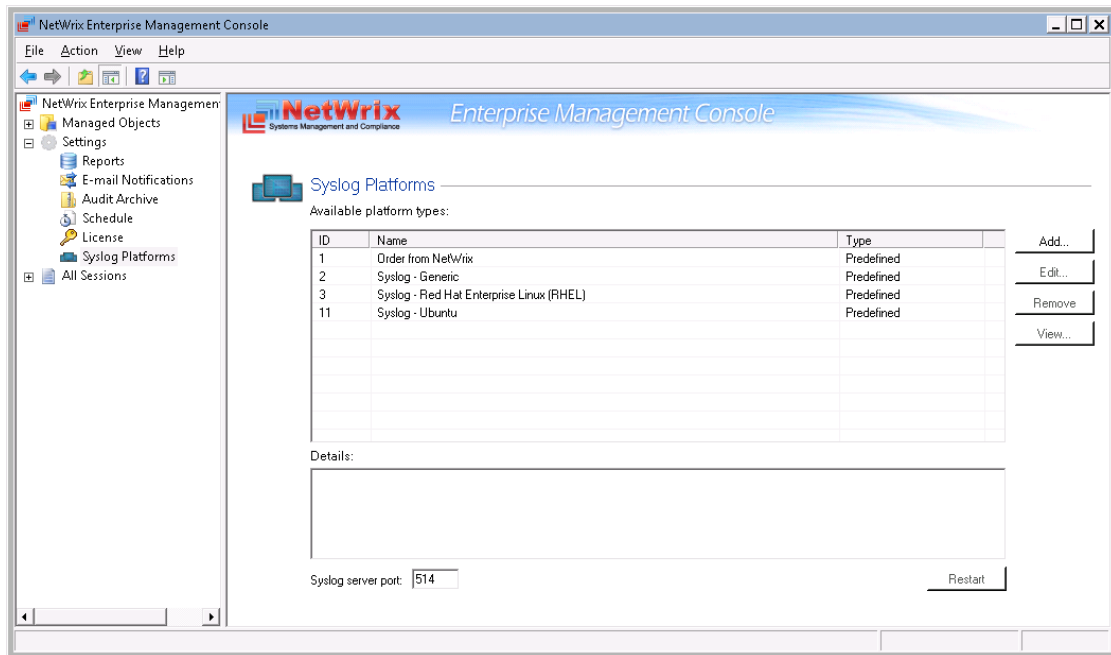 NetWrix Enterprise Management Console
File Action View Help
NetWrix Enterprise Managemen
Managed Objects
Settings
Reports
E-mail Notifications
Audit Archive
Schedule
License
Syslog Platforms
All Sessions
NetWrix
Systems Management and Compliance
Enterprise Management Console
Syslog Platforms
Available platform types:
ID Name Type
1 Order from NetWrix Predefined
2 Syslog - Generic Predefined
3 Syslog - Red Hat Enterprise Linux (RHEL) Predefined
11 Syslog - Ubuntu Predefined
Add...
Edit...
Remove
View...
Details:
Syslog server port: 514
Restart